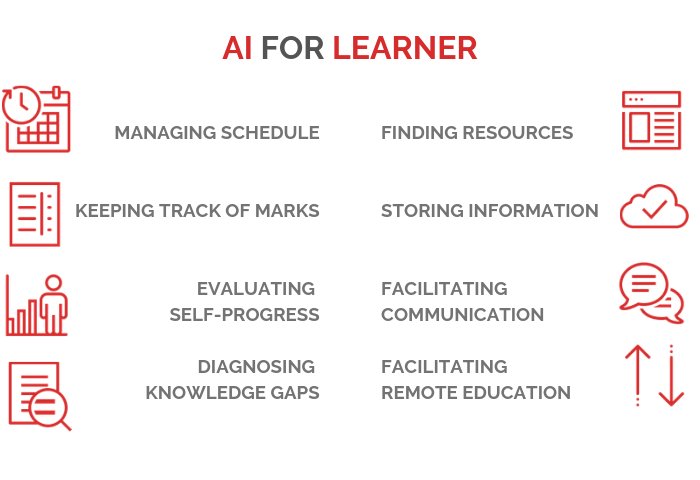 AI FOR LEARNER
MANAGING SCHEDULE
FINDING RESOURCES
KEEPING TRACK OF MARKS
STORING INFORMATION
EVALUATING
SELF-PROGRESS
FACILITATING
COMMUNICATION
DIAGNOSING
KNOWLEDGE GAPS
FACILITATING
REMOTE EDUCATION